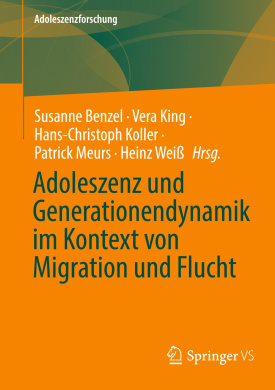 Adoleszenzforschung
Susanne Benzel · Vera King ·
Hans-Christoph Koller ·
Patrick Meurs · Heinz Weiß Hrsg.
Adoleszenz und
Generationendynamik
im Kontext von
Migration und Flucht
Springer VS